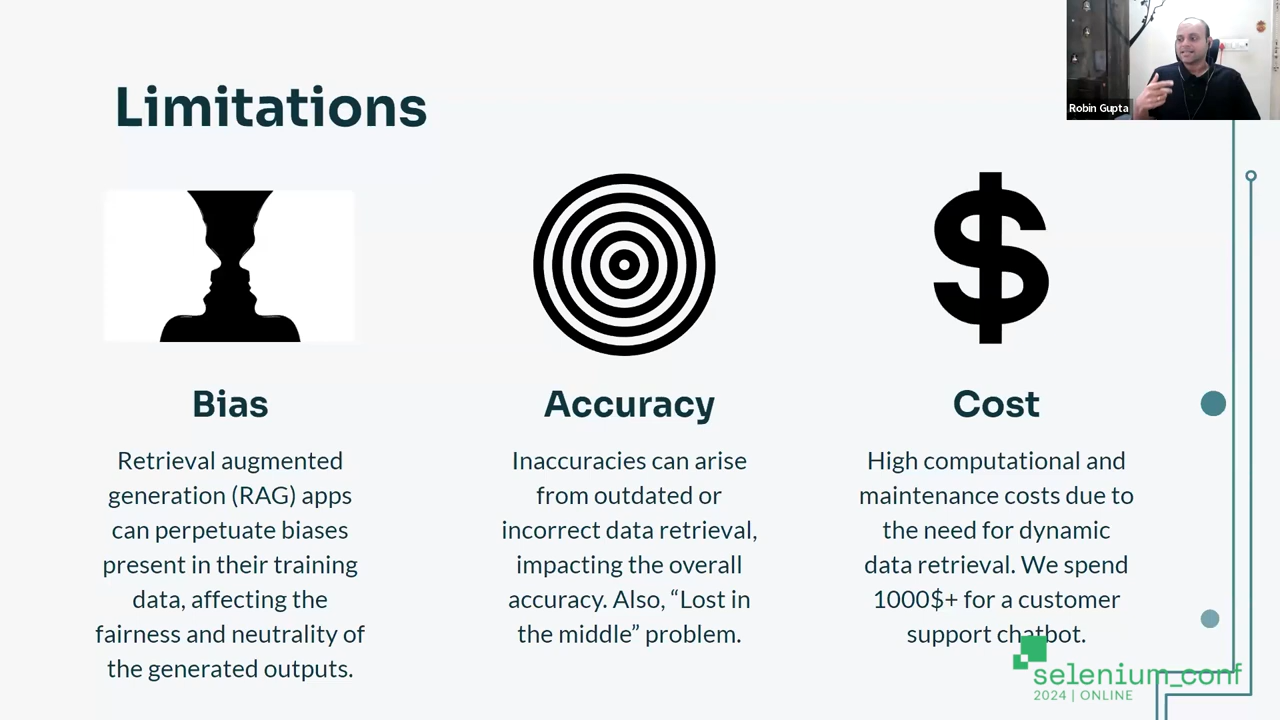 Limitations
Robin Gupta
Bias
Retrieval augmented
generation (RAG) apps
can perpetuate biases
present in their training
data, affecting the
fairness and neutrality of
the generated outputs.
Accuracy
Inaccuracies can arise
from outdated or
incorrect data retrieval,
impacting the overall
accuracy. Also, “Lost in
the middle” problem.
$
Cost
High computational and
maintenance costs due to
the need for dynamic
data retrieval. We spend
1000$+ for a customer
support chatbot.
selenium_conf
2024 | ONLINE